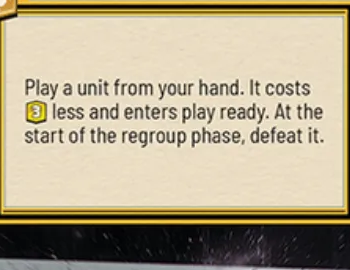 Play a unit from your hand. It costs
3 less and enters play ready. At the
start of the regroup phase, defeat it.